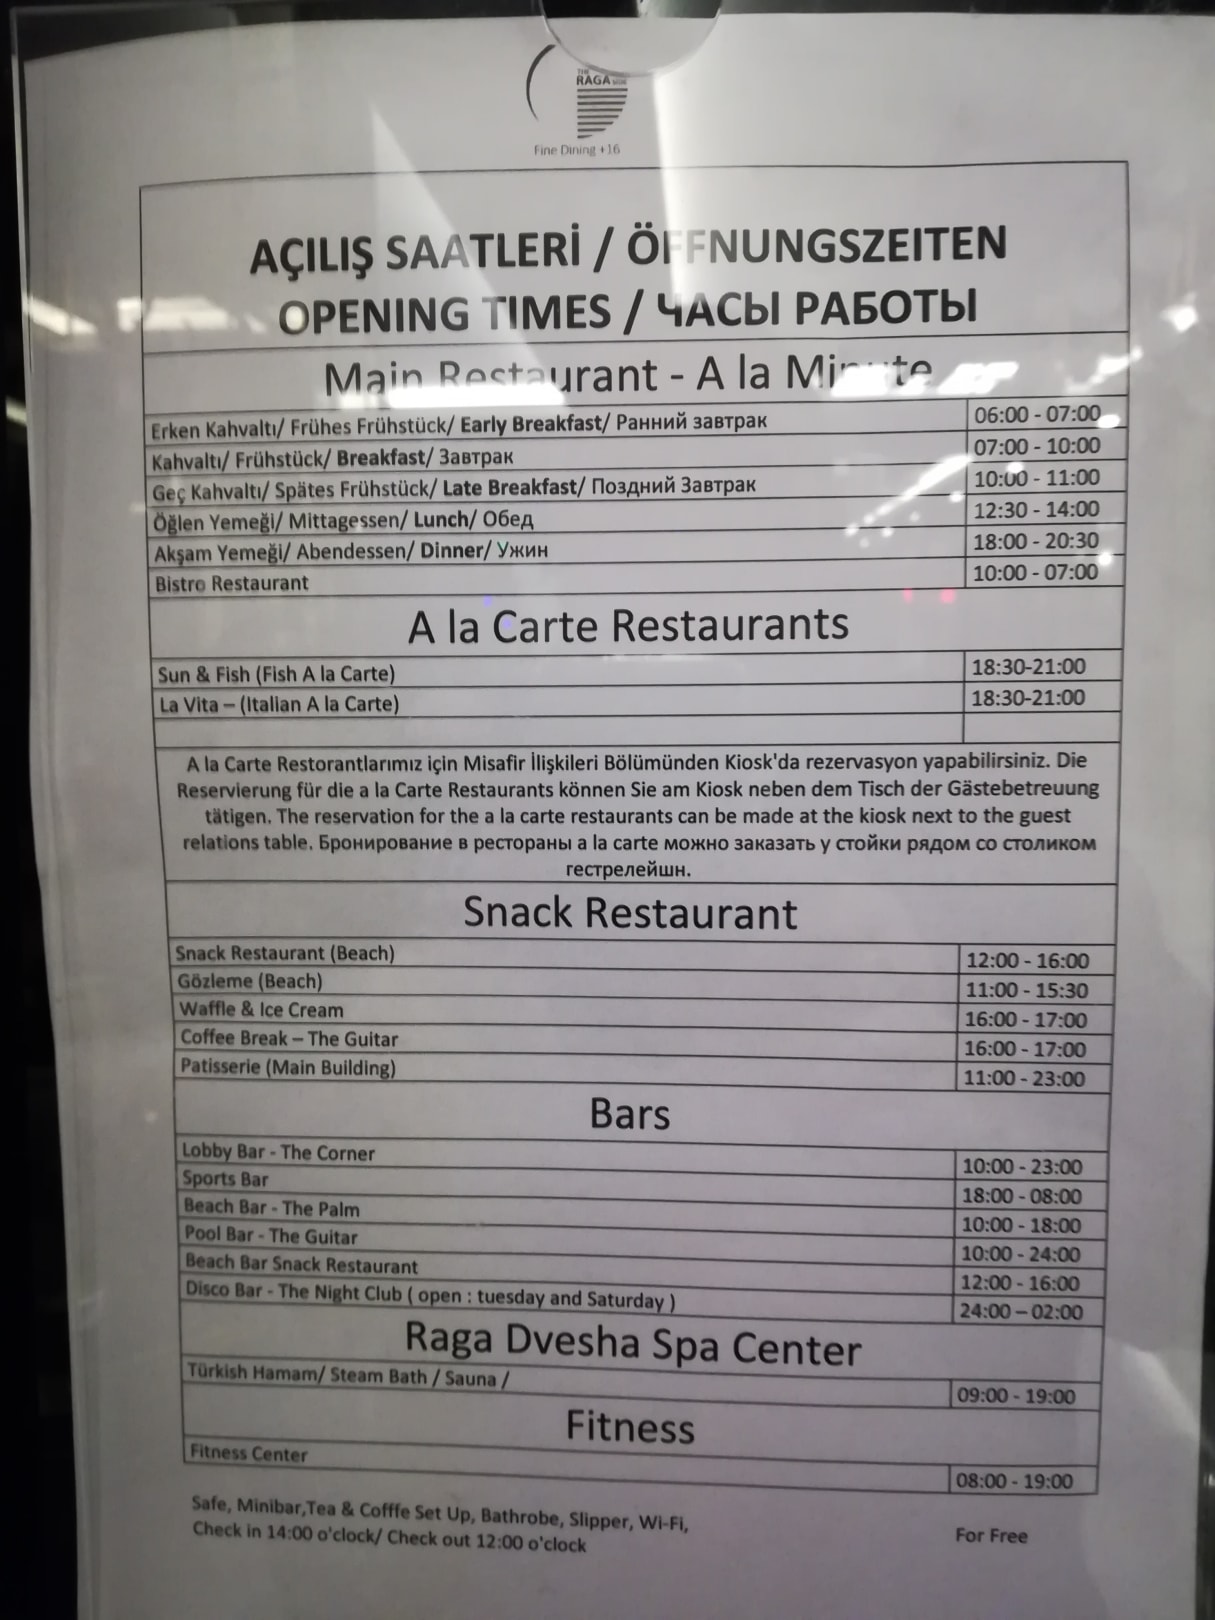 THE
RAGA SIDE
Fine Dining +16
AÇILIŞ SAATLERİ / ÖFFNUNGSZEITEN
OPENING TIMES / ЧАСЫ РАБОТЫ
Main Restaurant - A la Minute
Erken Kahvaltı/ Frühes Frühstück/ Early Breakfast/ Ранний завтрак 06:00 - 07:00
Kahvaltı/ Frühstück/ Breakfast/ Завтрак 07:00 - 10:00
Geç Kahvaltı/ Spätes Frühstück/ Late Breakfast/ Поздний Завтрак 10:00 - 11:00
Öğlen Yemeği/ Mittagessen/ Lunch/ Обед 12:30 - 14:00
Akşam Yemeği/ Abendessen/ Dinner/ Ужин 18:00 - 20:30
Bistro Restaurant 10:00 - 07:00
A la Carte Restaurants
Sun & Fish (Fish A la Carte) 18:30-21:00
La Vita – (Italian A la Carte) 18:30-21:00
A la Carte Restorantlarımız için Misafir İlişkileri Bölümünden Kiosk'da rezervasyon yapabilirsiniz. Die
Reservierung für die a la Carte Restaurants können Sie am Kiosk neben dem Tisch der Gästebetreuung
tätigen. The reservation for the a la carte restaurants can be made at the kiosk next to the guest
relations table. Бронирование в рестораны a la carte можно заказать у стойки рядом со столиком
гестрелейшн.
Snack Restaurant
Snack Restaurant (Beach) 12:00 - 16:00
Gözleme (Beach) 11:00 - 15:30
Waffle & Ice Cream 16:00 - 17:00
Coffee Break – The Guitar 16:00 - 17:00
Patisserie (Main Building) 11:00 - 23:00
Bars
Lobby Bar - The Corner 10:00 - 23:00
Sports Bar 18:00 - 08:00
Beach Bar - The Palm 10:00 - 18:00
Pool Bar - The Guitar 10:00 - 24:00
Beach Bar Snack Restaurant 12:00 - 16:00
Disco Bar - The Night Club ( open : tuesday and Saturday ) 24:00 – 02:00
Raga Dvesha Spa Center
Türkish Hamam/ Steam Bath / Sauna / 09:00 - 19:00
Fitness
Fitness Center 08:00 - 19:00
Safe, Minibar,Tea & Cofffe Set Up, Bathrobe, Slipper, Wi-Fi,
Check in 14:00 o'clock/ Check out 12:00 o'clock For Free